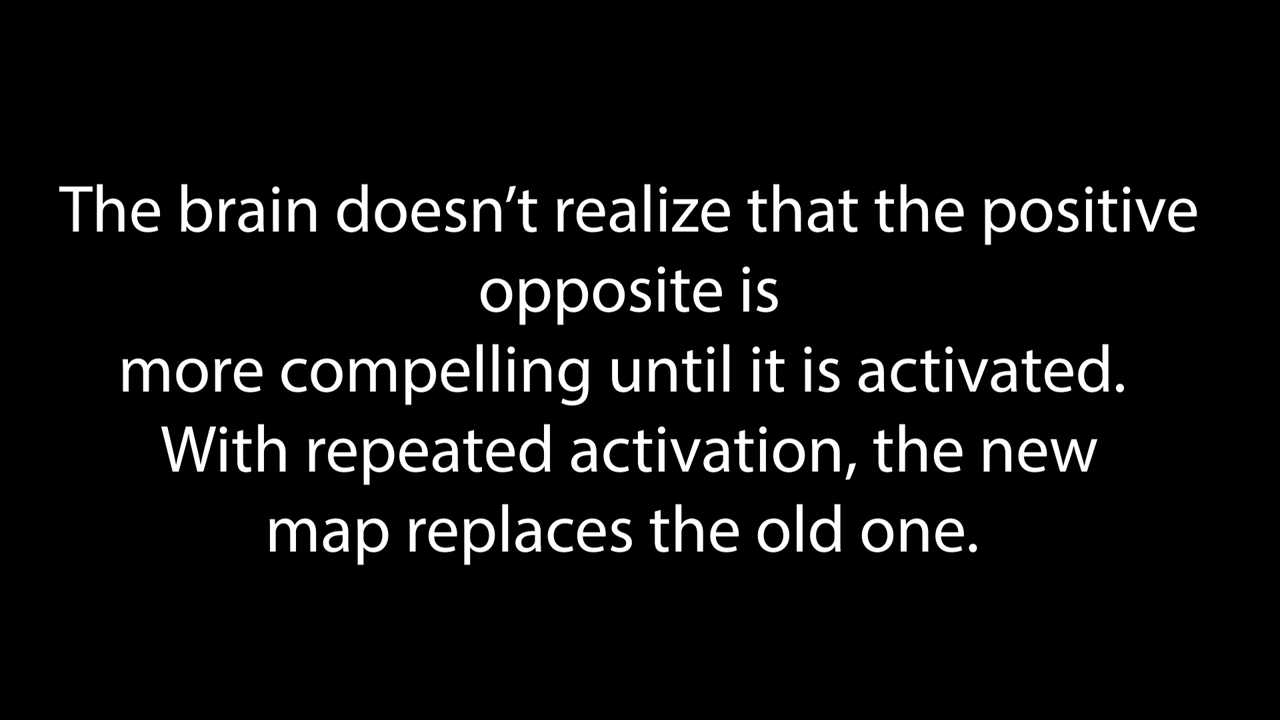 The brain doesn’t realize that the positive
opposite is
more compelling until it is activated.
With repeated activation, the new
map replaces the old one.